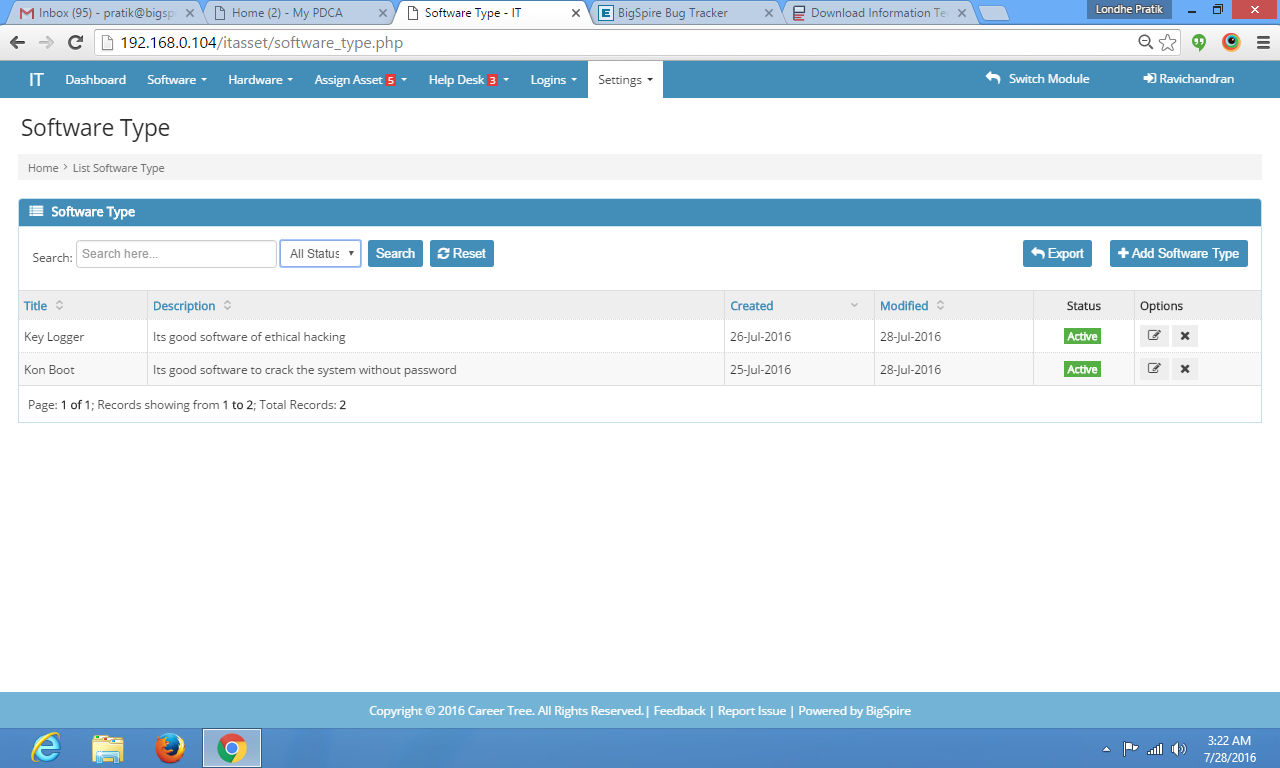 Inbox (95) - pratik@bigsp
Home (2) - My PDCA
Software Type - IT
BigSpire Bug Tracker
Download Information Te
Londhe Pratik
192.168.0.104/itasset/software_type.php
IT Dashboard Software Hardware Assign Asset 5 Help Desk 3 Logins Settings Switch Module Ravichandran
Software Type
Home > List Software Type
Software Type
Search: Search here... All Status Search Reset Export Add Software Type
Title Description Created Modified Status Options
Key Logger Its good software of ethical hacking 26-Jul-2016 28-Jul-2016 Active
Kon Boot Its good software to crack the system without password 25-Jul-2016 28-Jul-2016 Active
Page: 1 of 1; Records showing from 1 to 2; Total Records: 2
Copyright © 2016 Career Tree. All Rights Reserved.| Feedback | Report Issue | Powered by BigSpire
3:22 AM
7/28/2016